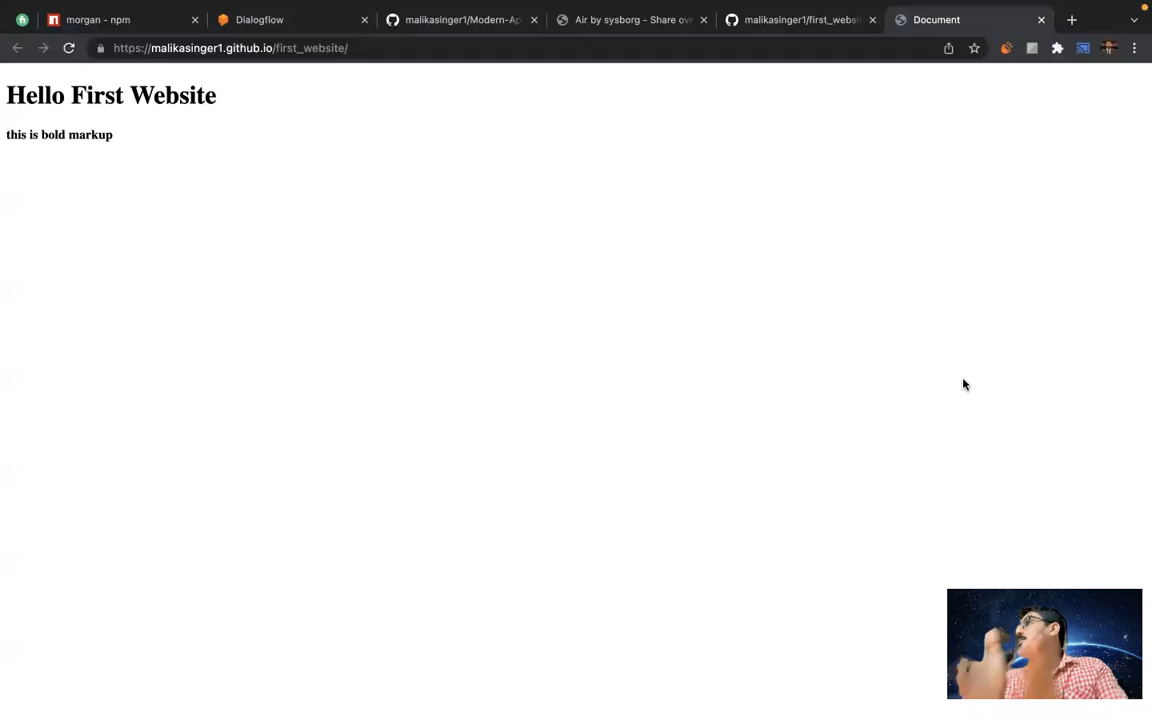 morgan - npm
Dialogflow
malikasinger1/Modern-Ap
Air by sysborg - Share ov
malikasinger1/first_websi
Document
https://malikasinger1.github.io/first_website/
Hello First Website
this is bold markup